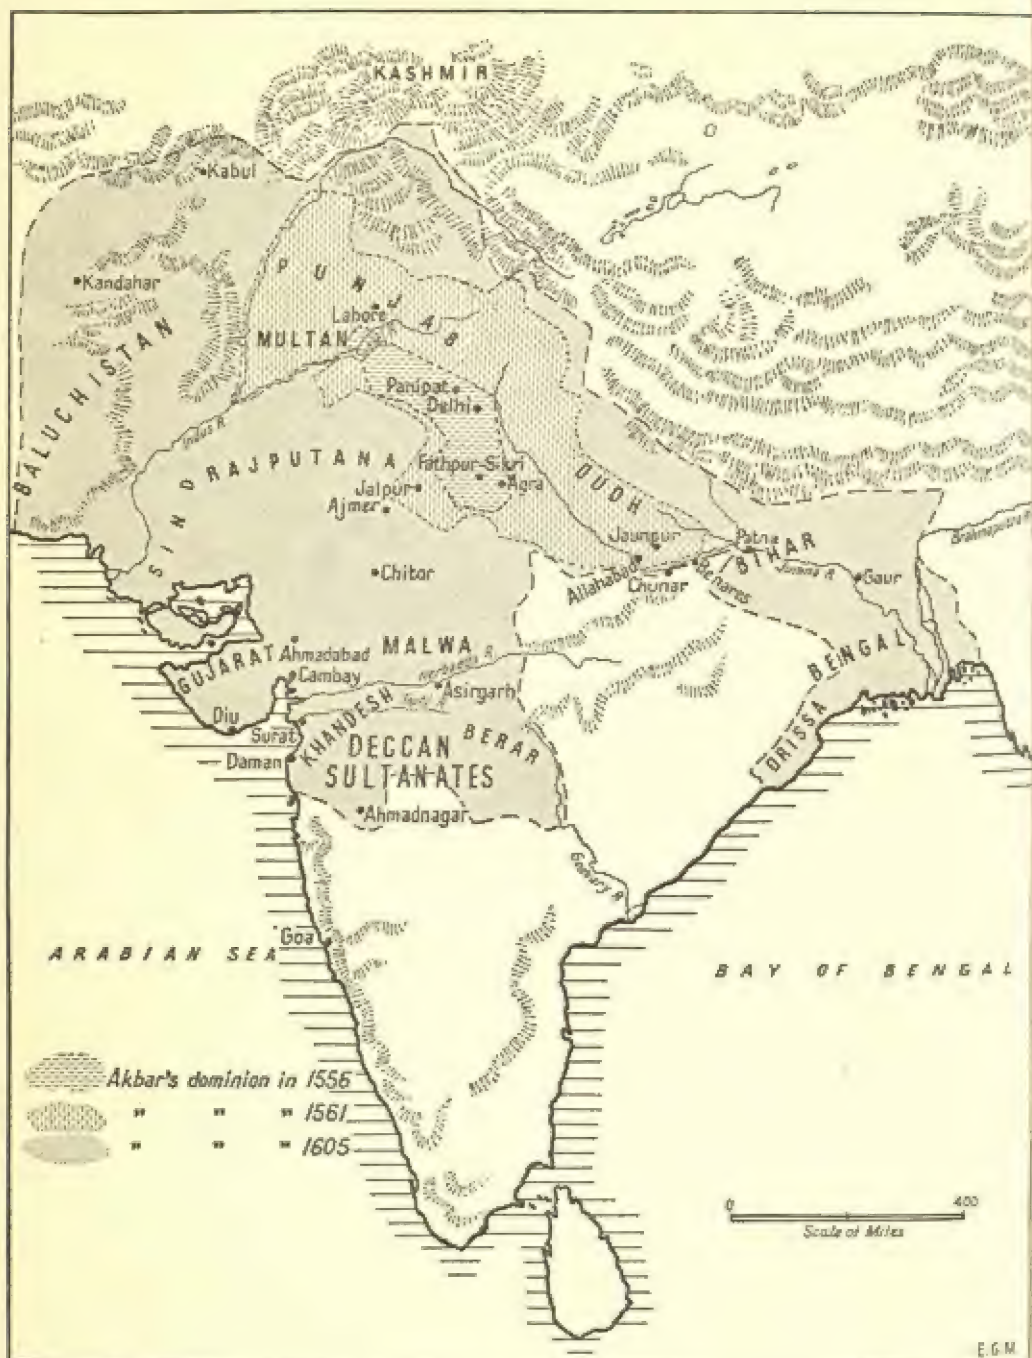 KASHMIR
Kabul
Kandahar
PUNJAB
Lahore
MULTAN
BALUCHISTAN
Panipat
Delhi
Indus R.
SIND
RAJPUTANA
Fathpur-Sikri
Agra
Jaipur
Ajmer
OUDH
Jaunpur
Patna
BIHAR
Brahmaputra R.
Allahabad
Chunar
Benares
Jumna R.
Gaur
Chitor
Ahmadabad
MALWA
GUJARAT
Cambay
Narbadda R.
Asirgarh
BENGAL
Diu
Surat
KHANDESH
BERAR
ORISSA
Daman
DECCAN
SULTANATES
Ahmadnagar
Godavary R.
Goa
ARABIAN SEA
BAY OF BENGAL
Akbar's dominion in 1556
" " " 1561
" " " 1605
0 400
Scale of Miles
E.G.M.